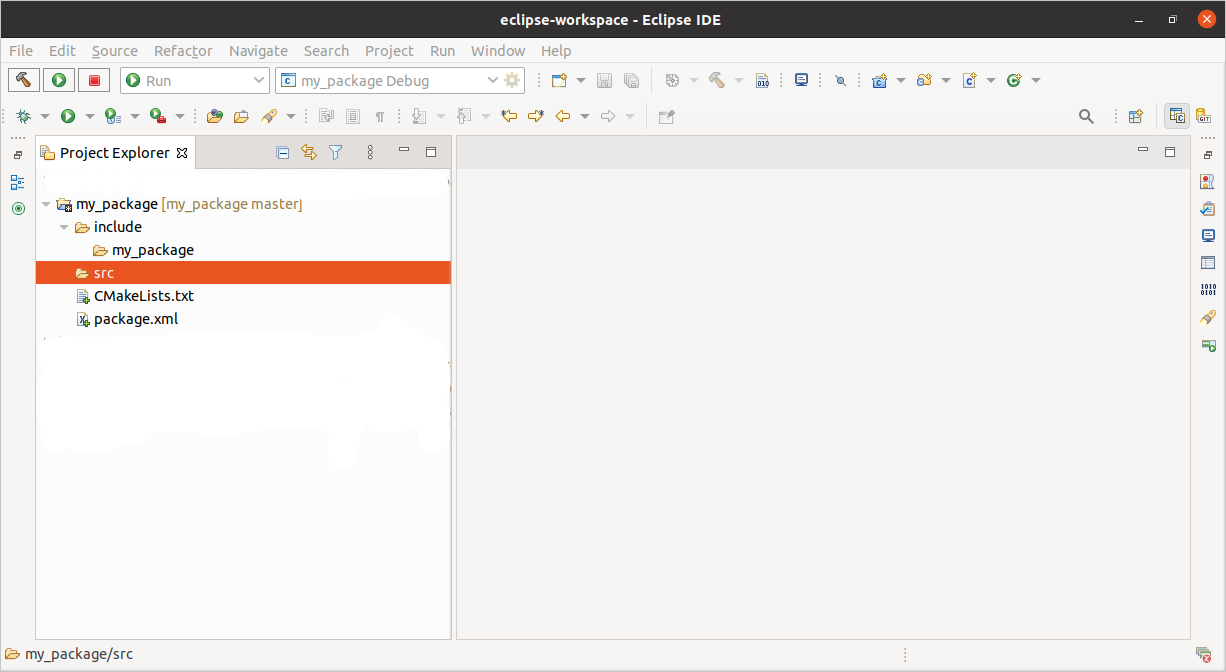 eclipse-workspace - Eclipse IDE
File Edit Source Refactor Navigate Search Project Run Window Help
Run my_package Debug
Project Explorer
my_package [my_package master]
include
my_package
src
CMakeLists.txt
package.xml
my_package/src